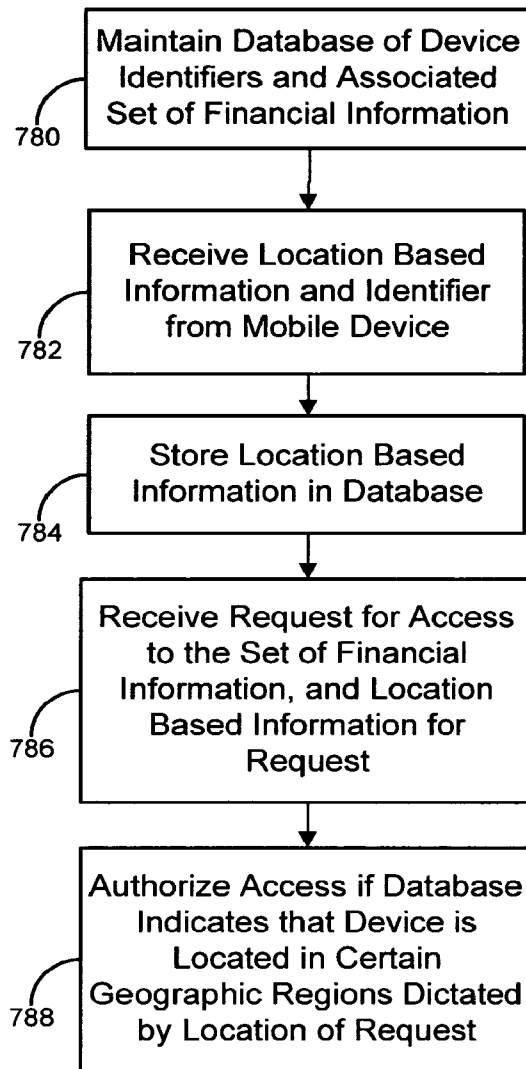 Maintain Database of Device
Identifiers and Associated
Set of Financial Information
780
Receive Location Based
Information and Identifier
from Mobile Device
782
Store Location Based
Information in Database
784
Receive Request for Access
to the Set of Financial
Information, and Location
Based Information for
Request
786
Authorize Access if Database
Indicates that Device is
Located in Certain
Geographic Regions Dictated
by Location of Request
788